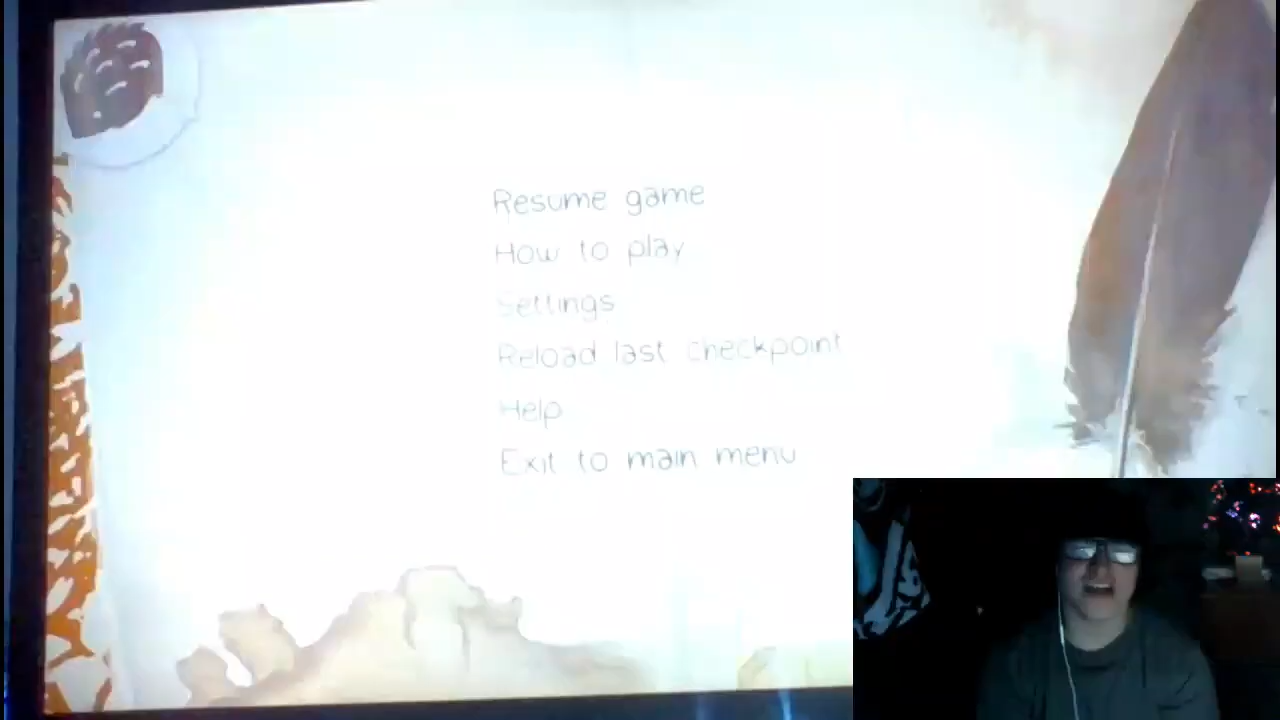 Resume game
How to play
Settings
Reload last checkpoint
Help
Exit to main menu